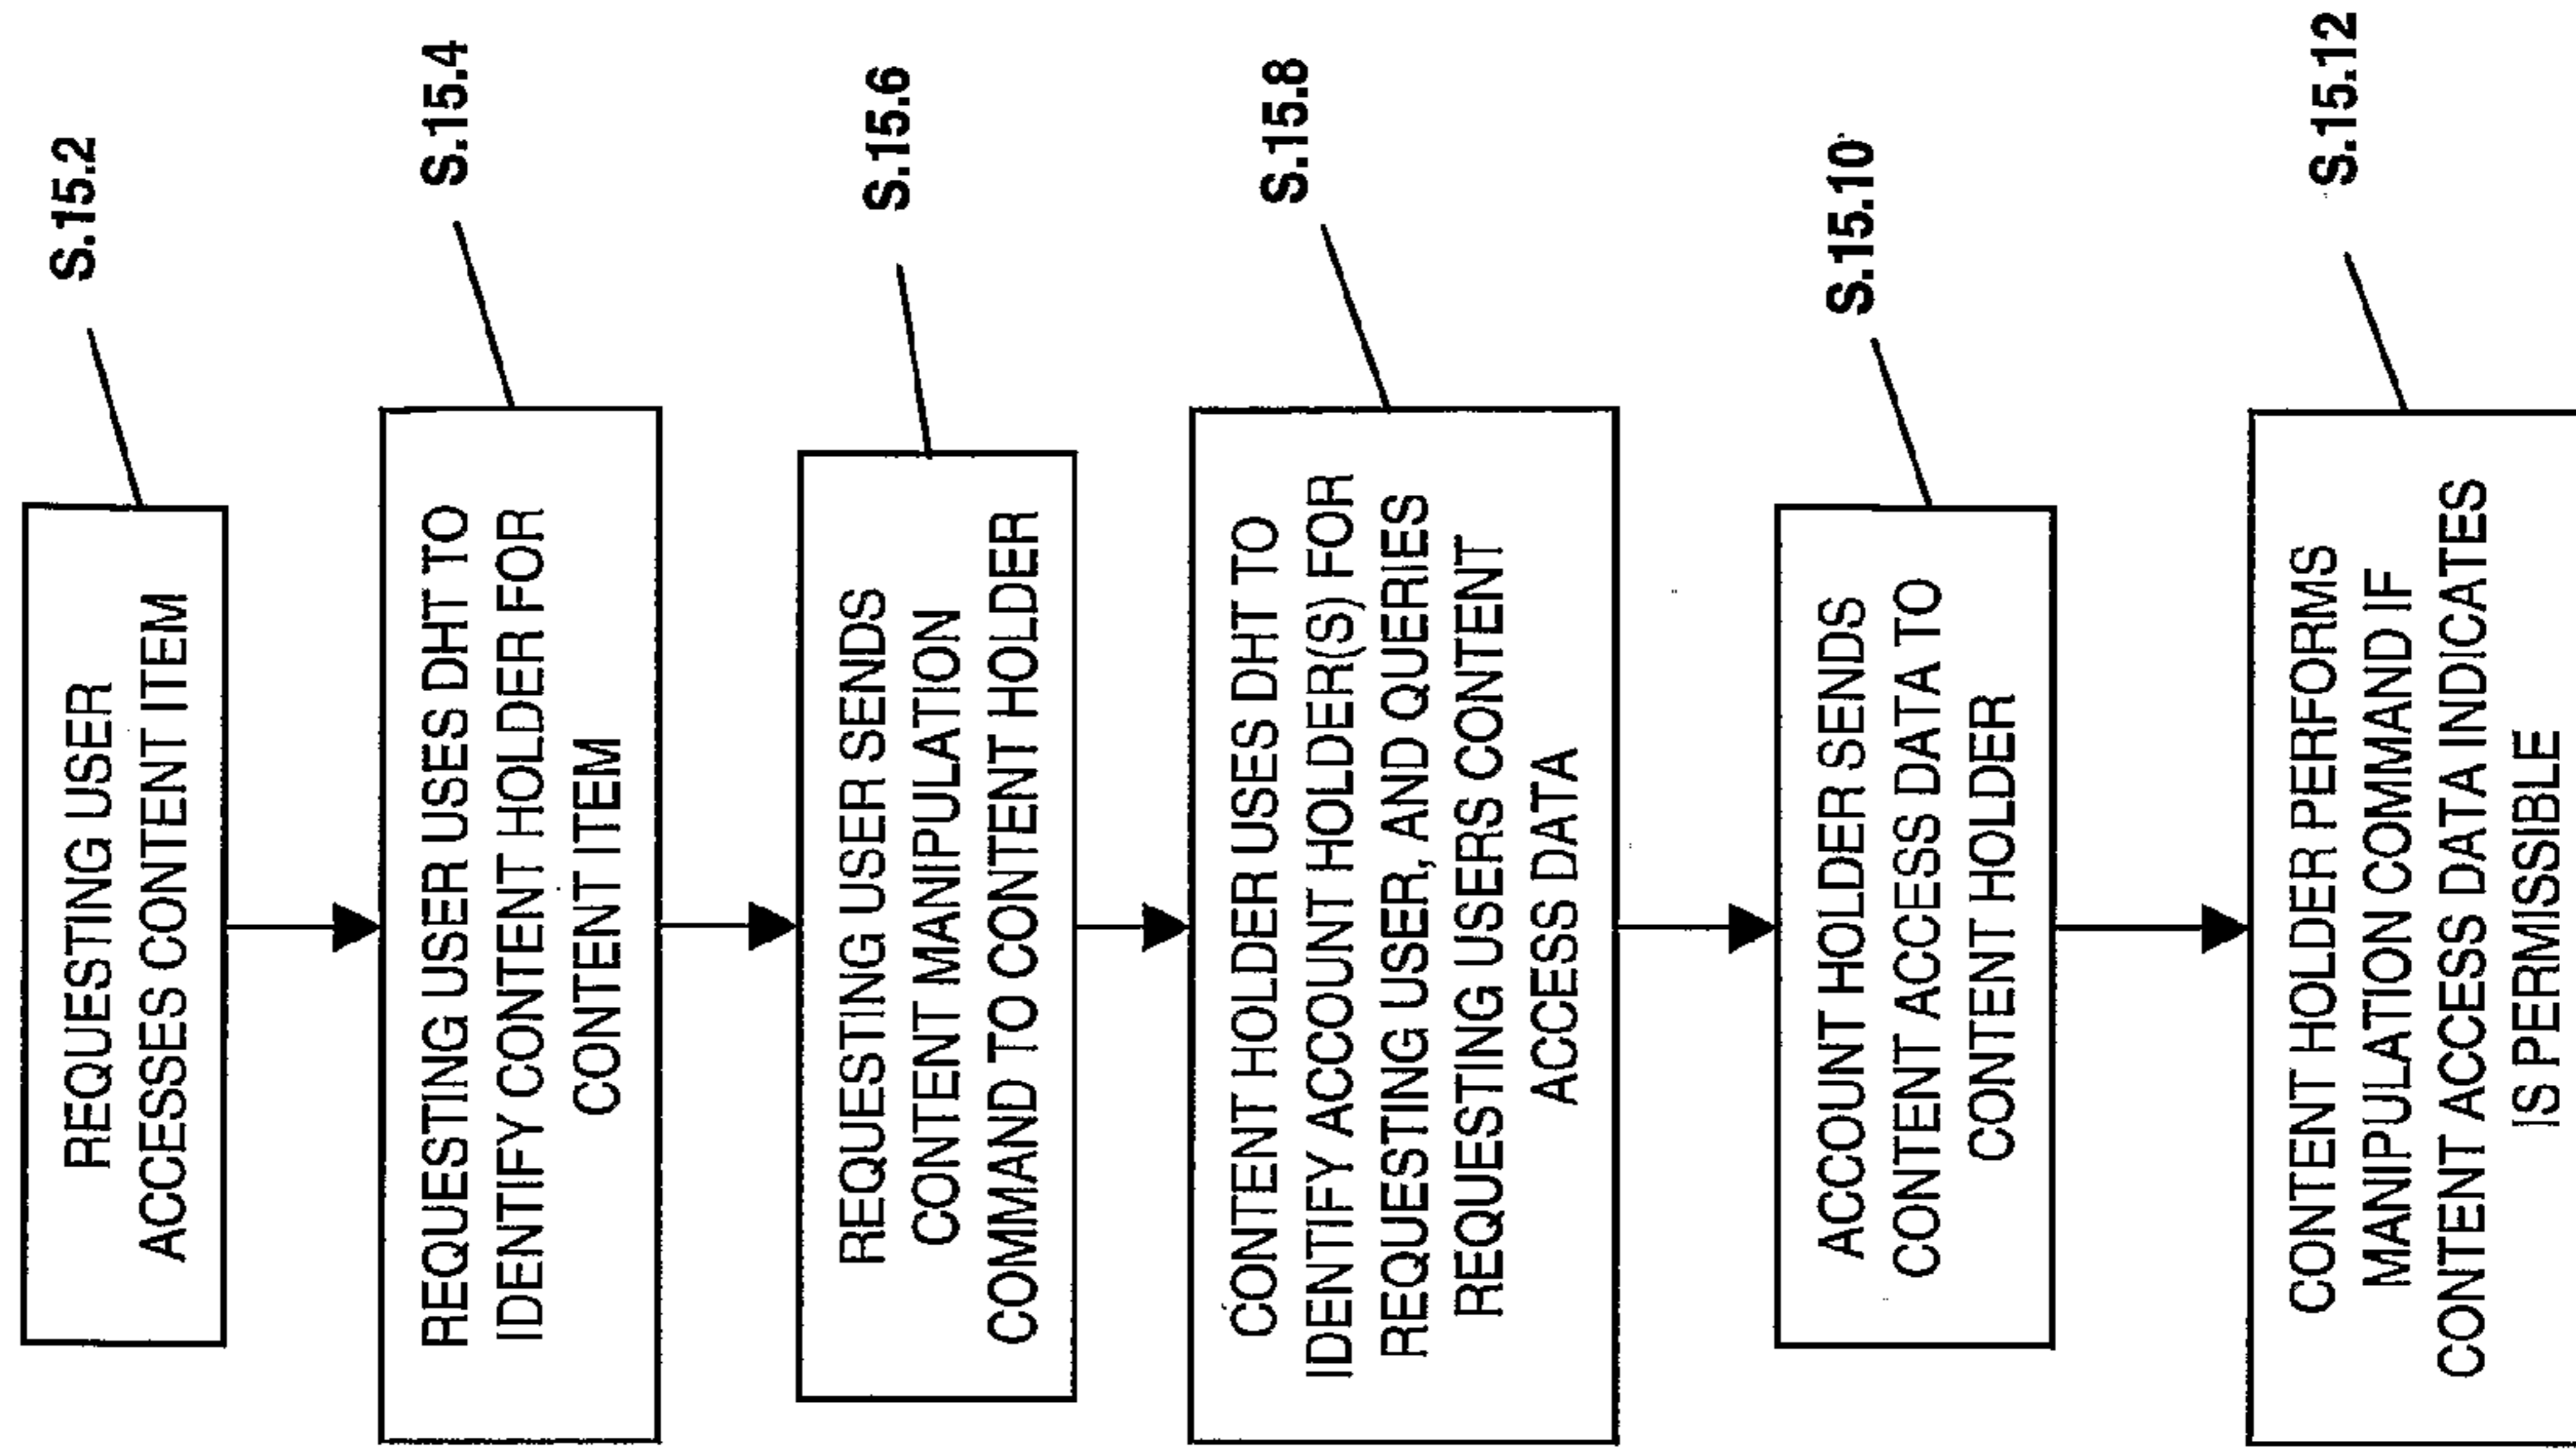 REQUESTING USER
ACCESSES CONTENT ITEM
S.15.2
REQUESTING USER USES DHT TO
IDENTIFY CONTENT HOLDER FOR
CONTENT ITEM
S.15.4
REQUESTING USER SENDS
CONTENT MANIPULATION
COMMAND TO CONTENT HOLDER
S.15.6
CONTENT HOLDER USES DHT TO
IDENTIFY ACCOUNT HOLDER(S) FOR
REQUESTING USER, AND QUERIES
REQUESTING USERS CONTENT
ACCESS DATA
S.15.8
ACCOUNT HOLDER SENDS
CONTENT ACCESS DATA TO
CONTENT HOLDER
S.15.10
CONTENT HOLDER PERFORMS
MANIPULATION COMMAND IF
CONTENT ACCESS DATA INDICATES
IS PERMISSIBLE
S.15.12